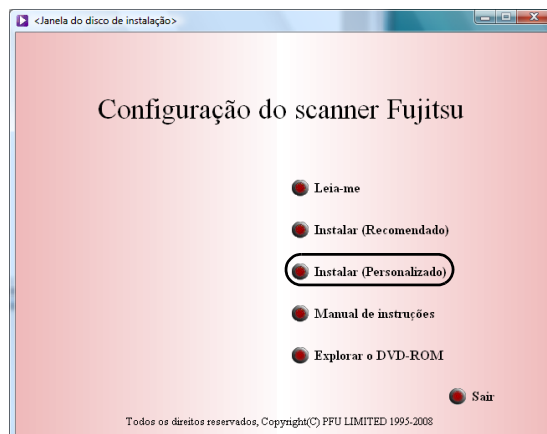 <Janela do disco de instalação>
Configuração do scanner Fujitsu
Leia-me
Instalar (Recomendado)
Instalar (Personalizado)
Manual de instruções
Explorar o DVD-ROM
Sair
Todos os direitos reservados, Copyright(C) PFU LIMITED 1995-2008